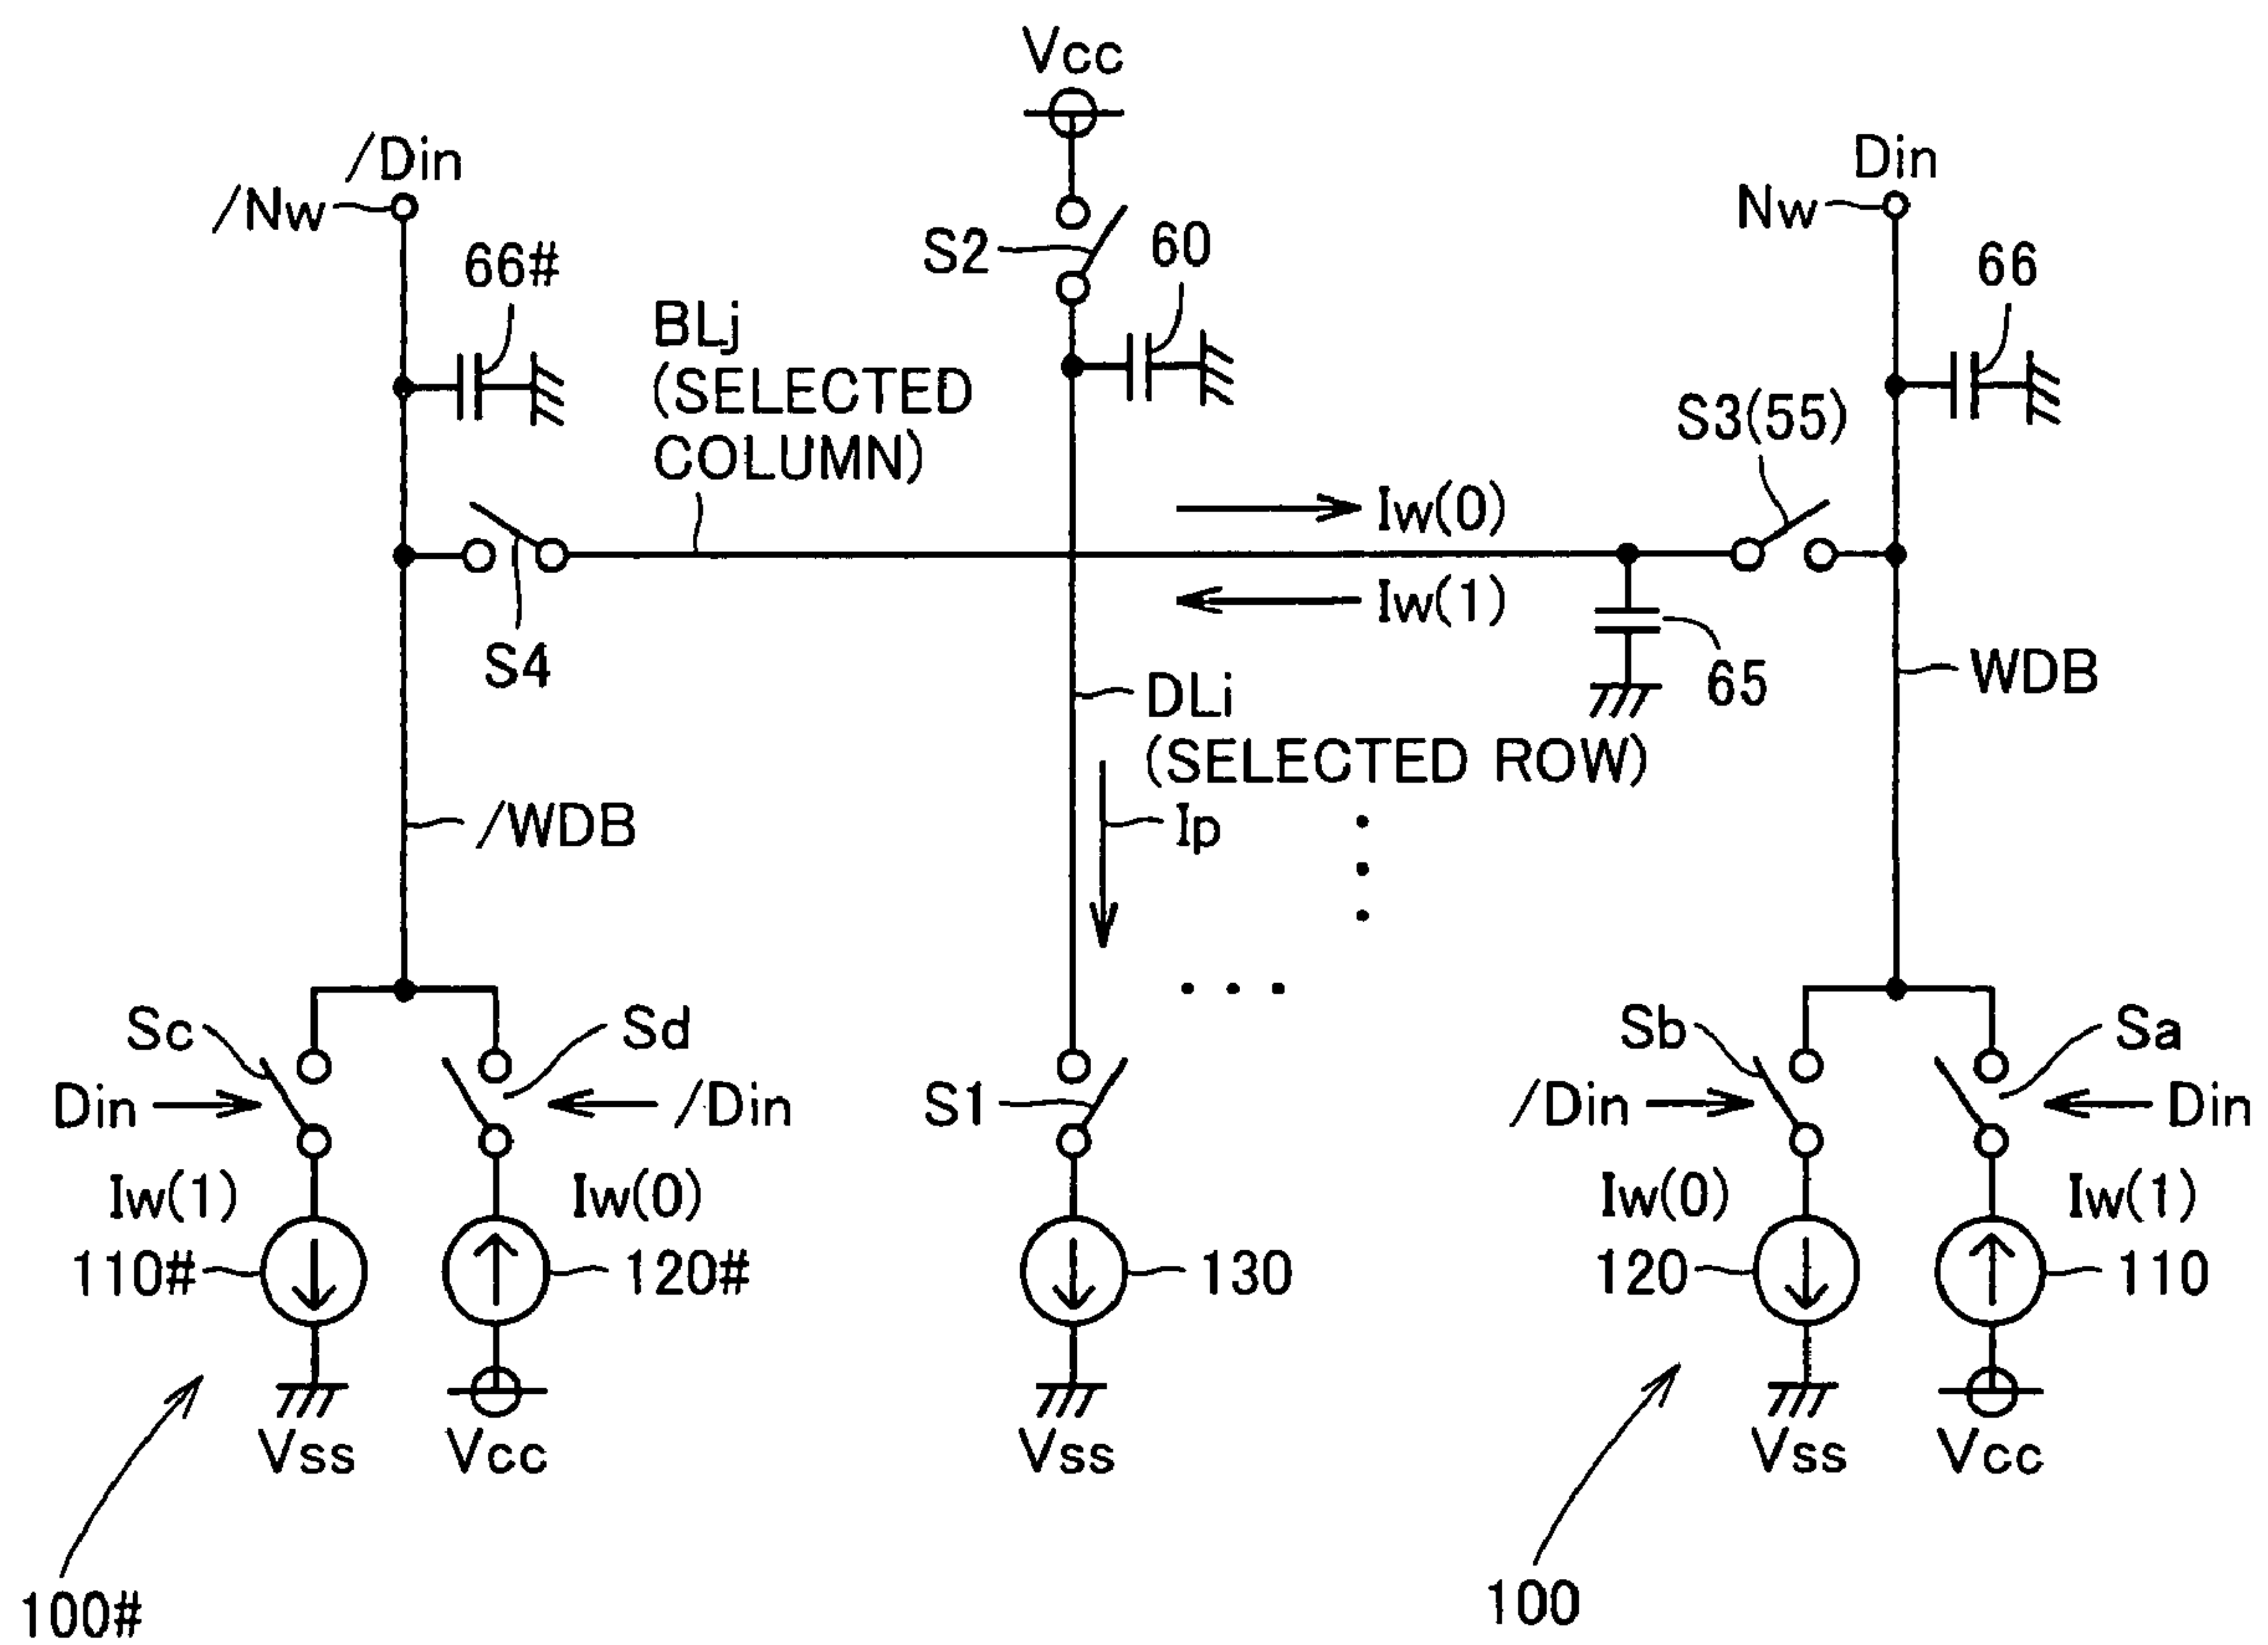 Vcc
/Din
Din
/Nw
Nw
S2
60
66#
66
BLj
(SELECTED
COLUMN)
S3(55)
Iw(0)
Iw(1)
S4
65
WDB
DLi
(SELECTED ROW)
/WDB
Ip
Sc
Sd
Sb
Sa
Din
/Din
S1
/Din
Din
Iw(1)
Iw(0)
Iw(0)
Iw(1)
110#
120#
130
120
110
Vss
Vcc
Vss
Vss
Vcc
100#
100